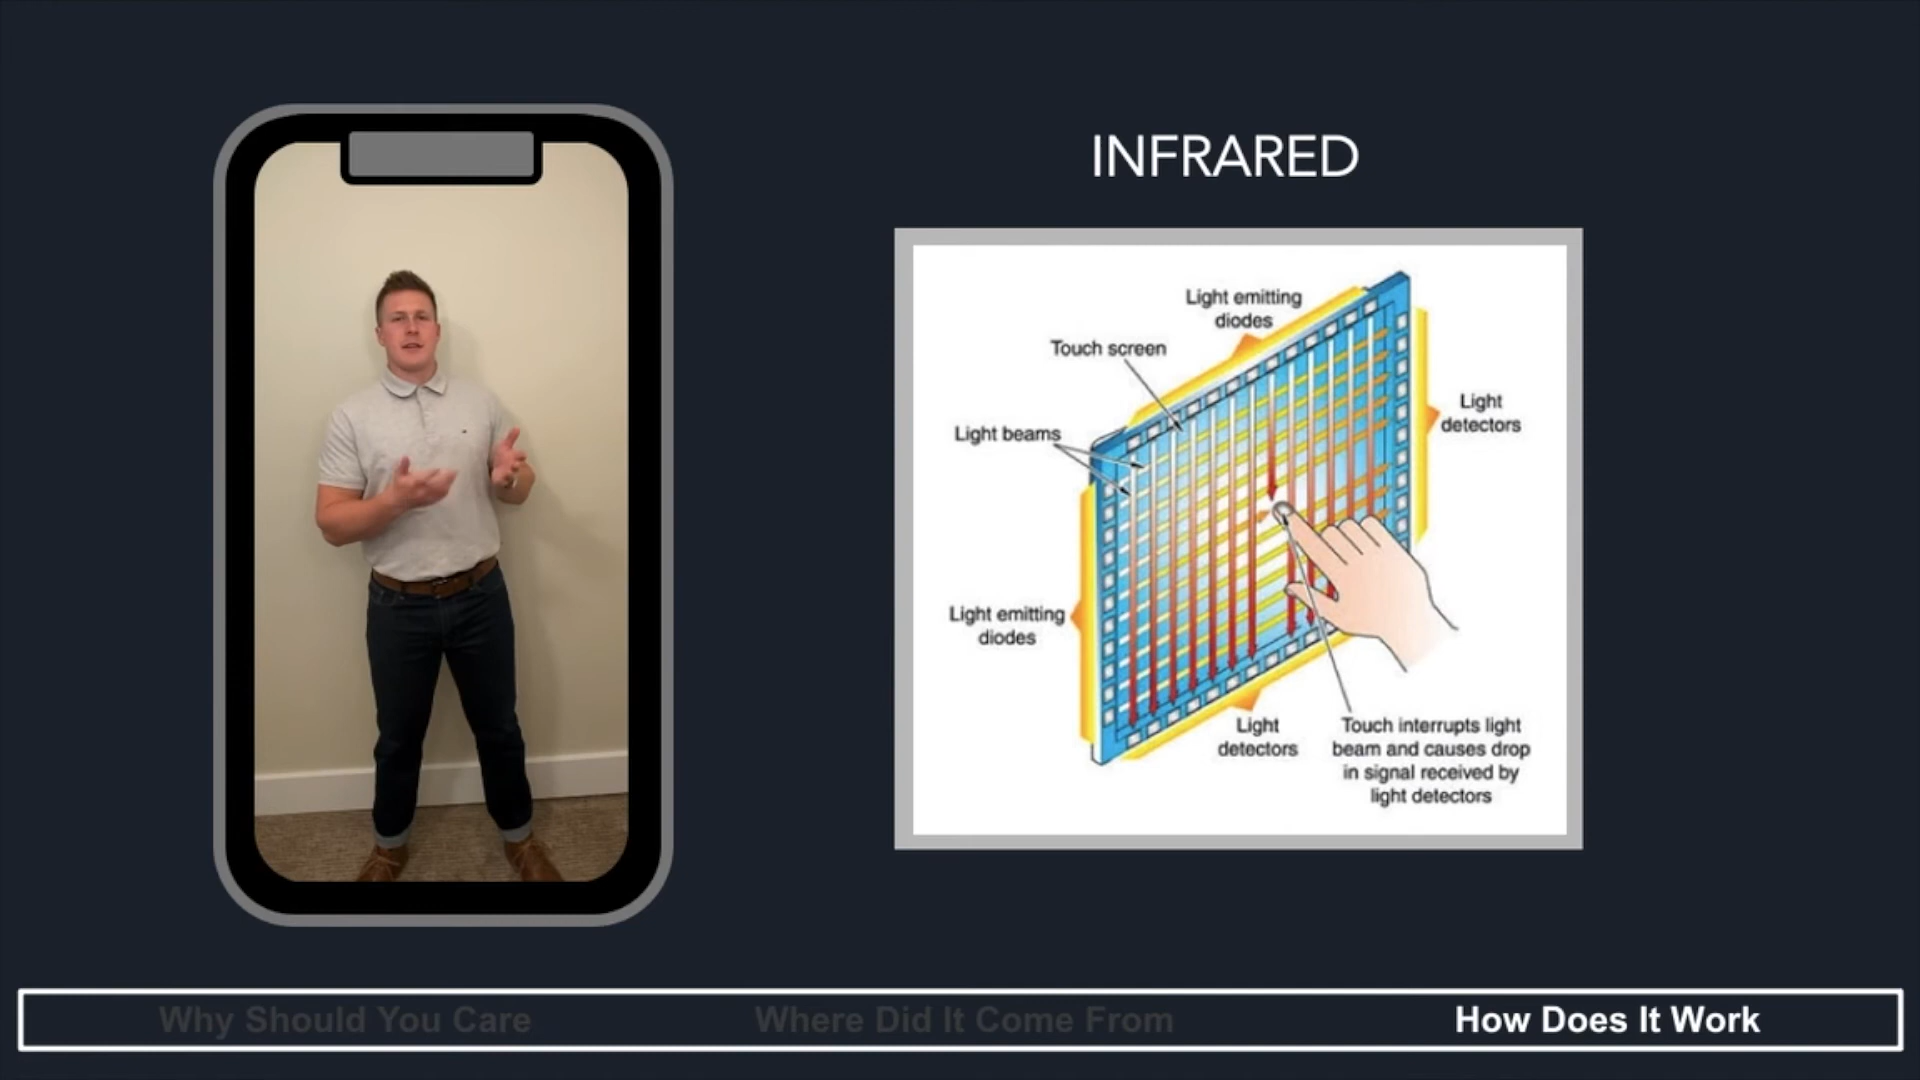 INFRARED
Light emitting
diodes
Touch screen
Light
detectors
Light beams
Light emitting
diodes
Light
detectors
Touch interrupts light
beam and causes drop
in signal received by
light detectors
Why Should You Care
Where Did It Come From
How Does It Work